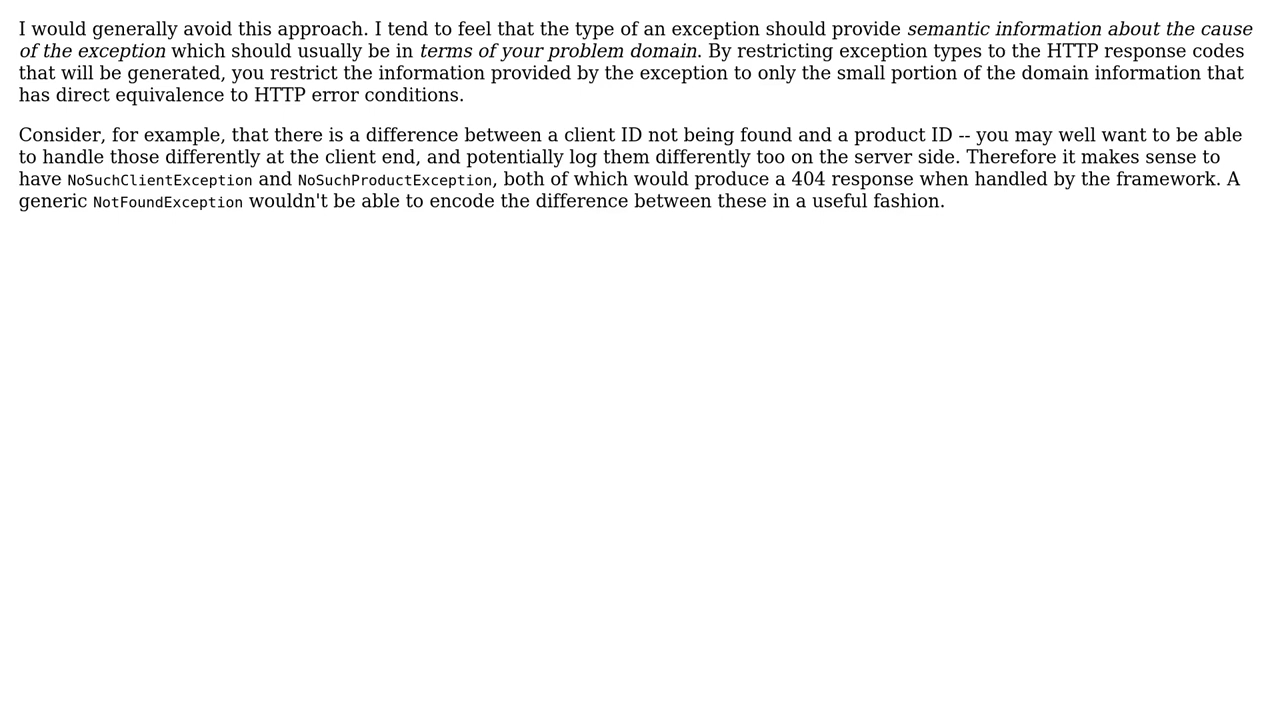 I would generally avoid this approach. I tend to feel that the type of an exception should provide semantic information about the cause
of the exception which should usually be in terms of your problem domain. By restricting exception types to the HTTP response codes
that will be generated, you restrict the information provided by the exception to only the small portion of the domain information that
has direct equivalence to HTTP error conditions.
Consider, for example, that there is a difference between a client ID not being found and a product ID -- you may well want to be able
to handle those differently at the client end, and potentially log them differently too on the server side. Therefore it makes sense to
have NoSuchClientException and NoSuchProductException, both of which would produce a 404 response when handled by the framework. A
generic NotFoundException wouldn't be able to encode the difference between these in a useful fashion.